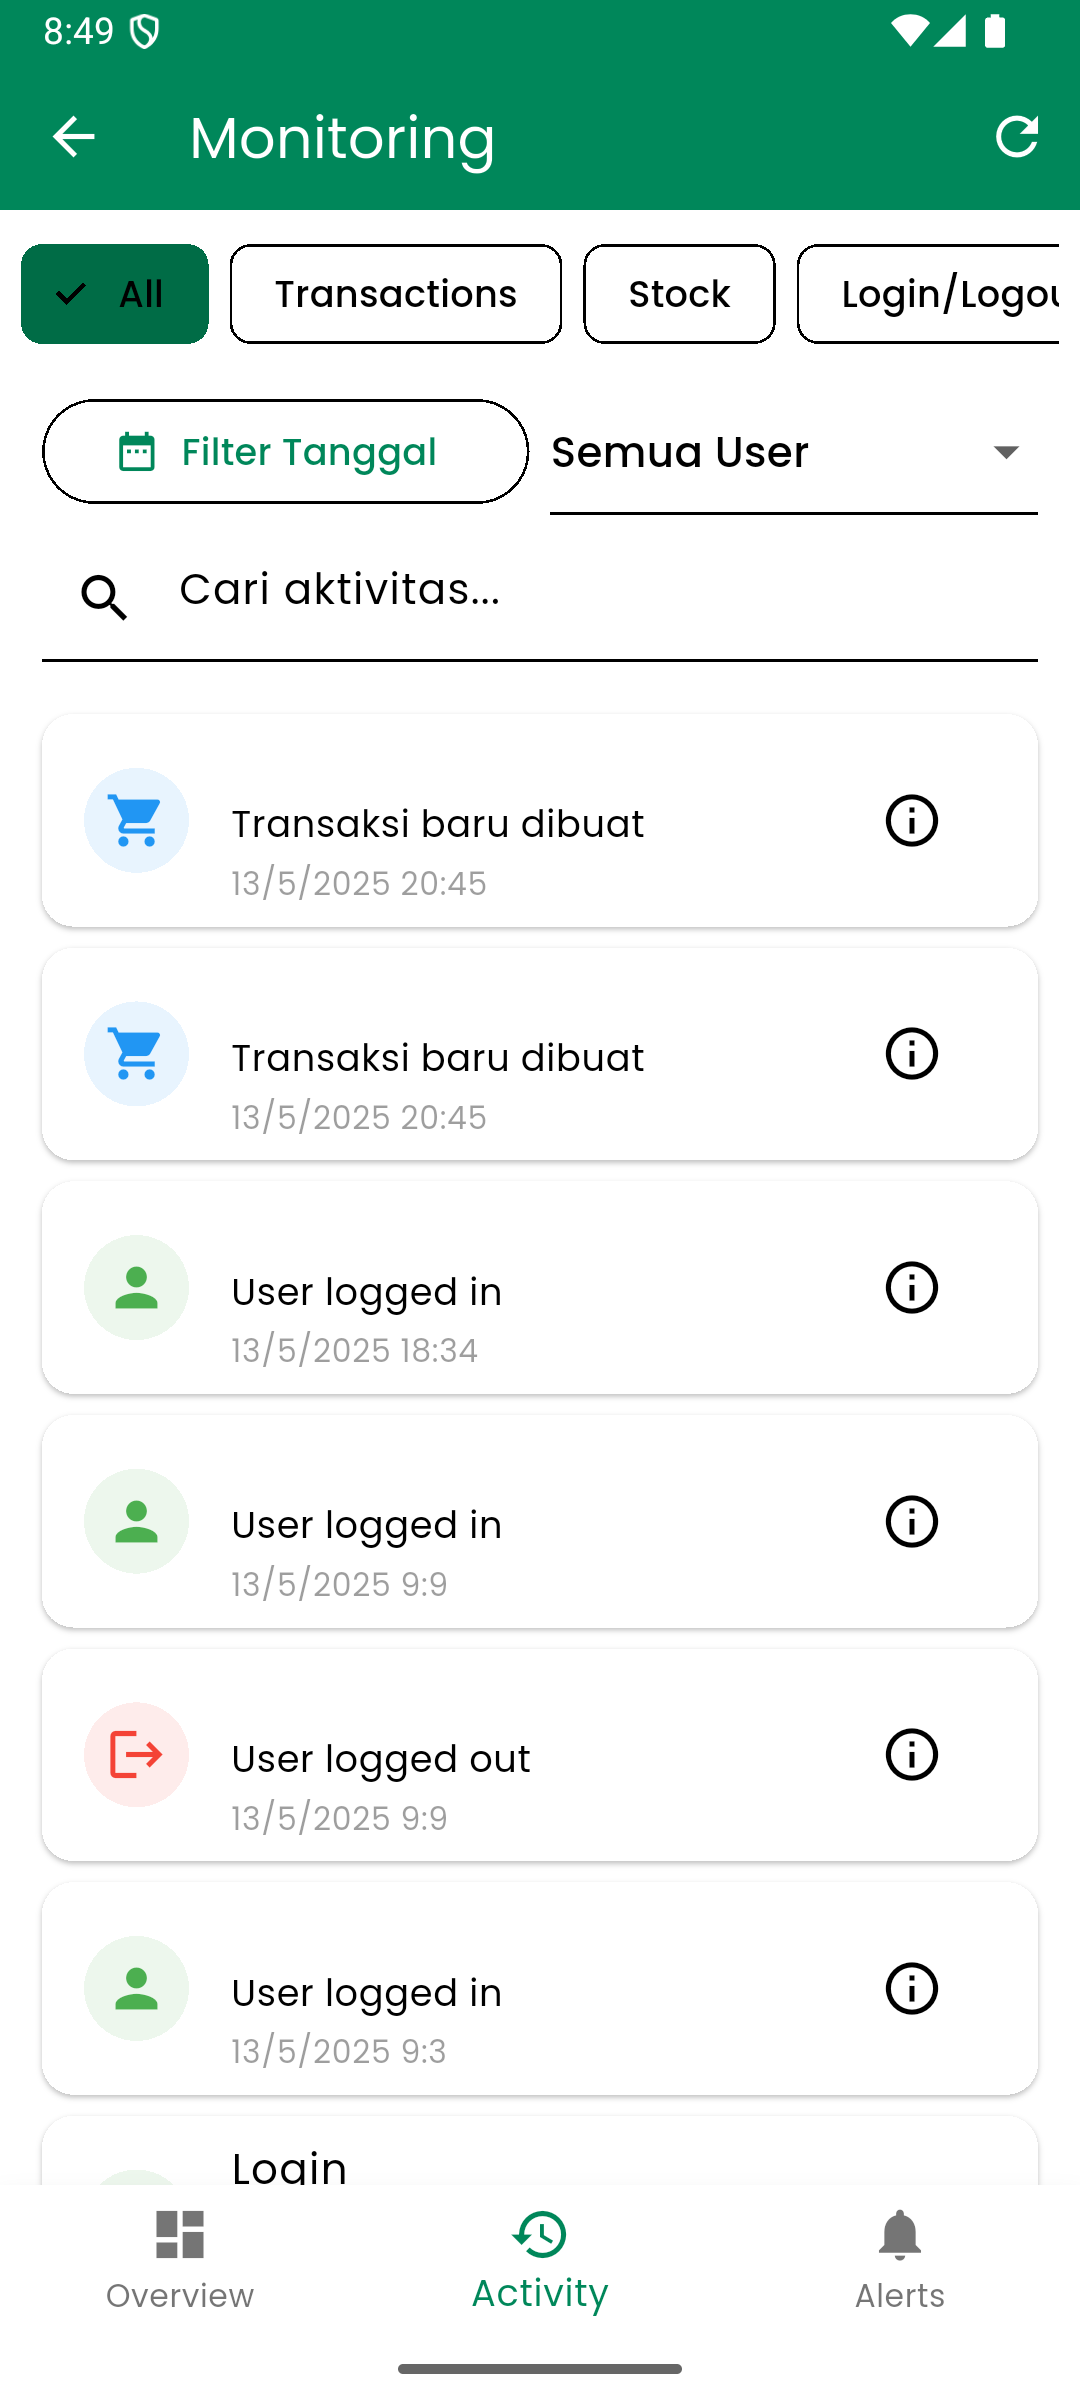 8:49
Monitoring
All
Transactions
Stock
Login/Logou
Filter Tanggal
Semua User
Cari aktivitas...
Transaksi baru dibuat
13/5/2025 20:45
Transaksi baru dibuat
13/5/2025 20:45
User logged in
13/5/2025 18:34
User logged in
13/5/2025 9:9
User logged out
13/5/2025 9:9
User logged in
13/5/2025 9:3
Login
Overview
Activity
Alerts